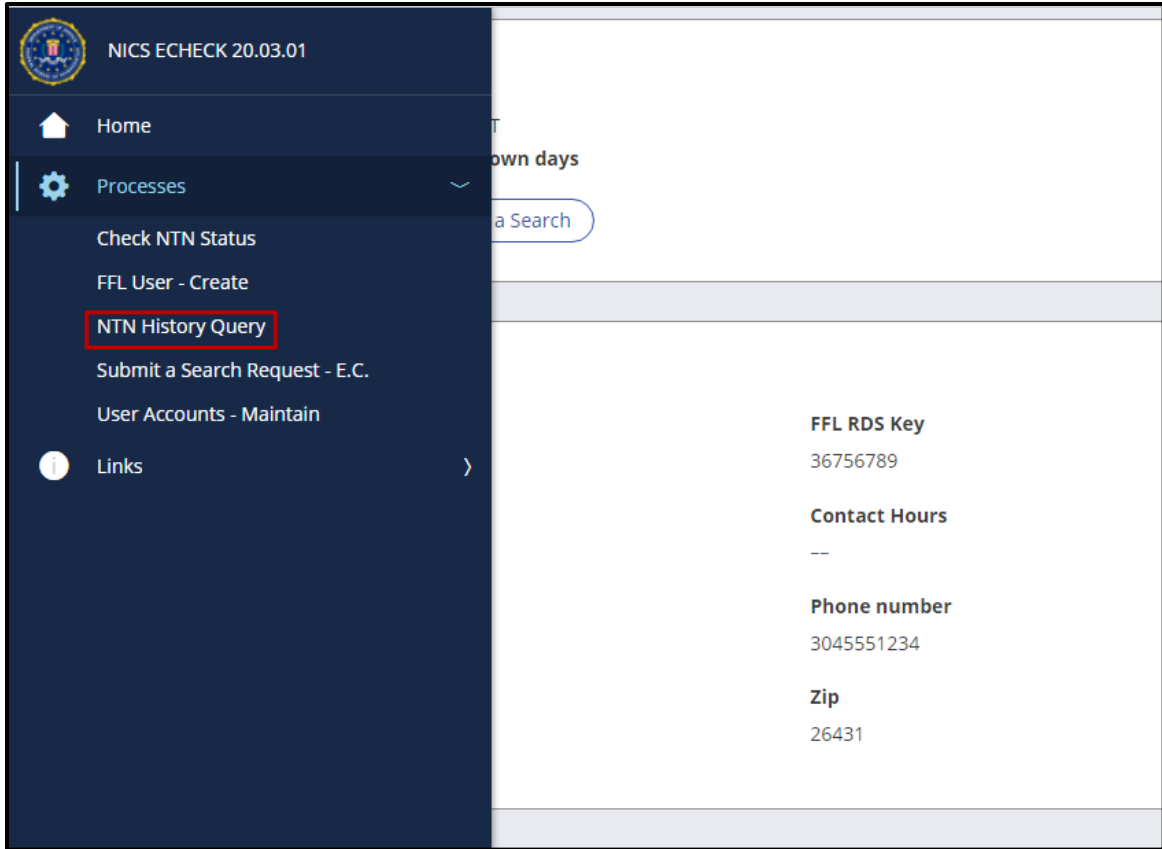 NICS ECHECK 20.03.01
Home
Processes
Check NTN Status
FFL User - Create
NTN History Query
Submit a Search Request - E.C.
User Accounts - Maintain
Links
T
own days
a Search
FFL RDS Key
36756789
Contact Hours
––
Phone number
3045551234
Zip
26431